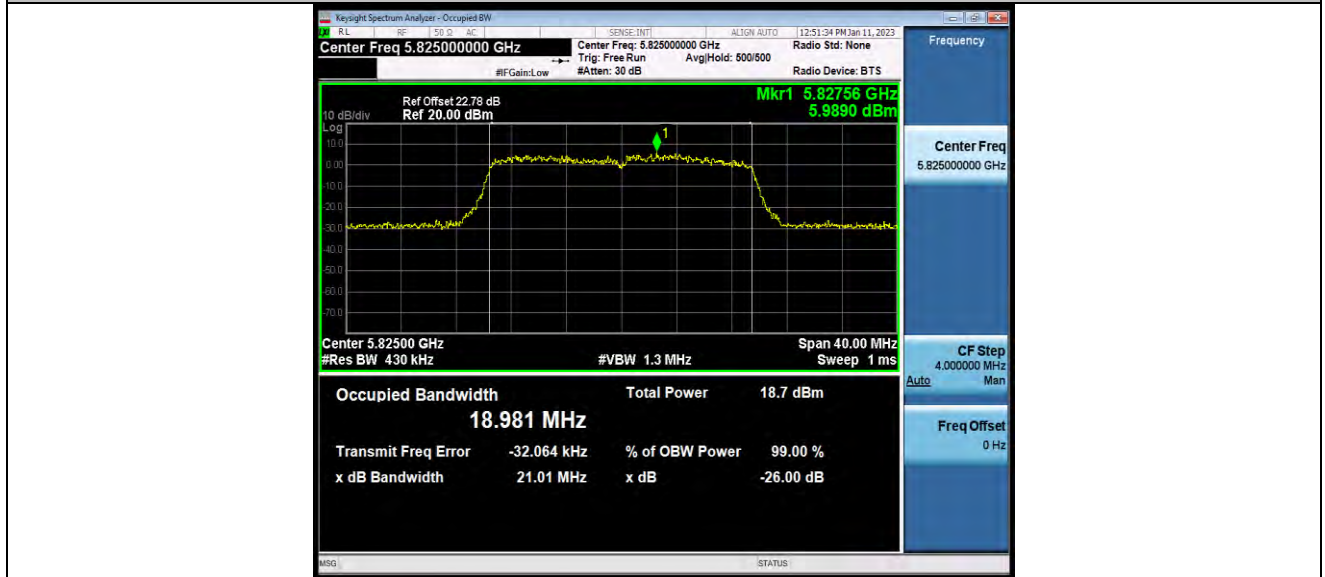 Keysight Spectrum Analyzer - Occupied BW
RL RF 50 Ω AC SENSE:INT ALIGN AUTO 12:51:34 PM Jan 11, 2023
Center Freq 5.825000000 GHz Center Freq: 5.825000000 GHz Radio Std: None
Trig: Free Run Avg|Hold: 500/500
#IFGain:Low #Atten: 30 dB Radio Device: BTS
Frequency
Mkr1 5.82756 GHz
5.9890 dBm
Ref Offset 22.78 dB
10 dB/div Ref 20.00 dBm
Log
10.0
0.00
-10.0
-20.0
-30.0
-40.0
-50.0
-60.0
-70.0
1
Center Freq
5.825000000 GHz
Center 5.82500 GHz Span 40.00 MHz
#Res BW 430 kHz #VBW 1.3 MHz Sweep 1 ms
CF Step
4.000000 MHz
Auto Man
Occupied Bandwidth Total Power 18.7 dBm
18.981 MHz
Transmit Freq Error -32.064 kHz % of OBW Power 99.00 %
x dB Bandwidth 21.01 MHz x dB -26.00 dB
Freq Offset
0 Hz
MSG STATUS